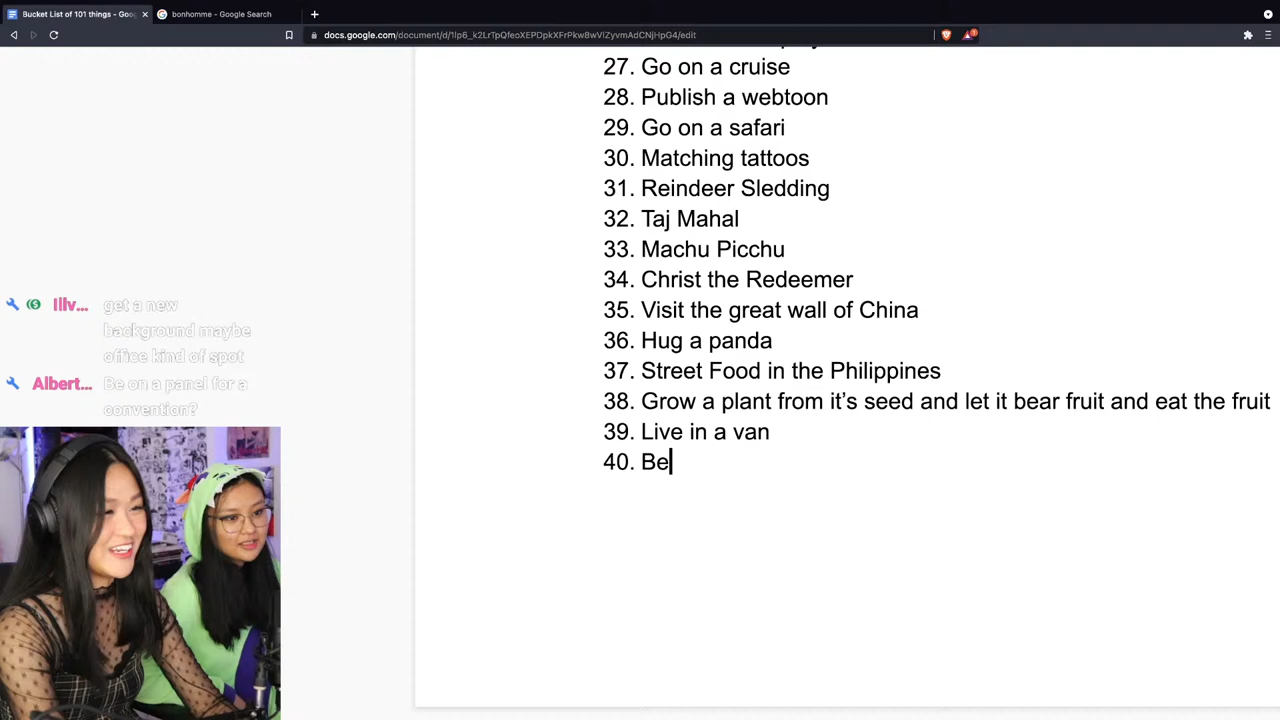 Bucket List of 101 things - Goo
bonhomme - Google Search
docs.google.com/document/d/1lp6_k2LrTpQfeoXEPDpkXFrPkw8wVlZyvmAdCNjHpG4/edit
27. Go on a cruise
28. Publish a webtoon
29. Go on a safari
30. Matching tattoos
31. Reindeer Sledding
32. Taj Mahal
33. Machu Picchu
34. Christ the Redeemer
35. Visit the great wall of China
36. Hug a panda
37. Street Food in the Philippines
38. Grow a plant from it’s seed and let it bear fruit and eat the fruit
39. Live in a van
40. Be
Illv... get a new
background maybe
office kind of spot
Albert... Be on a panel for a
convention?